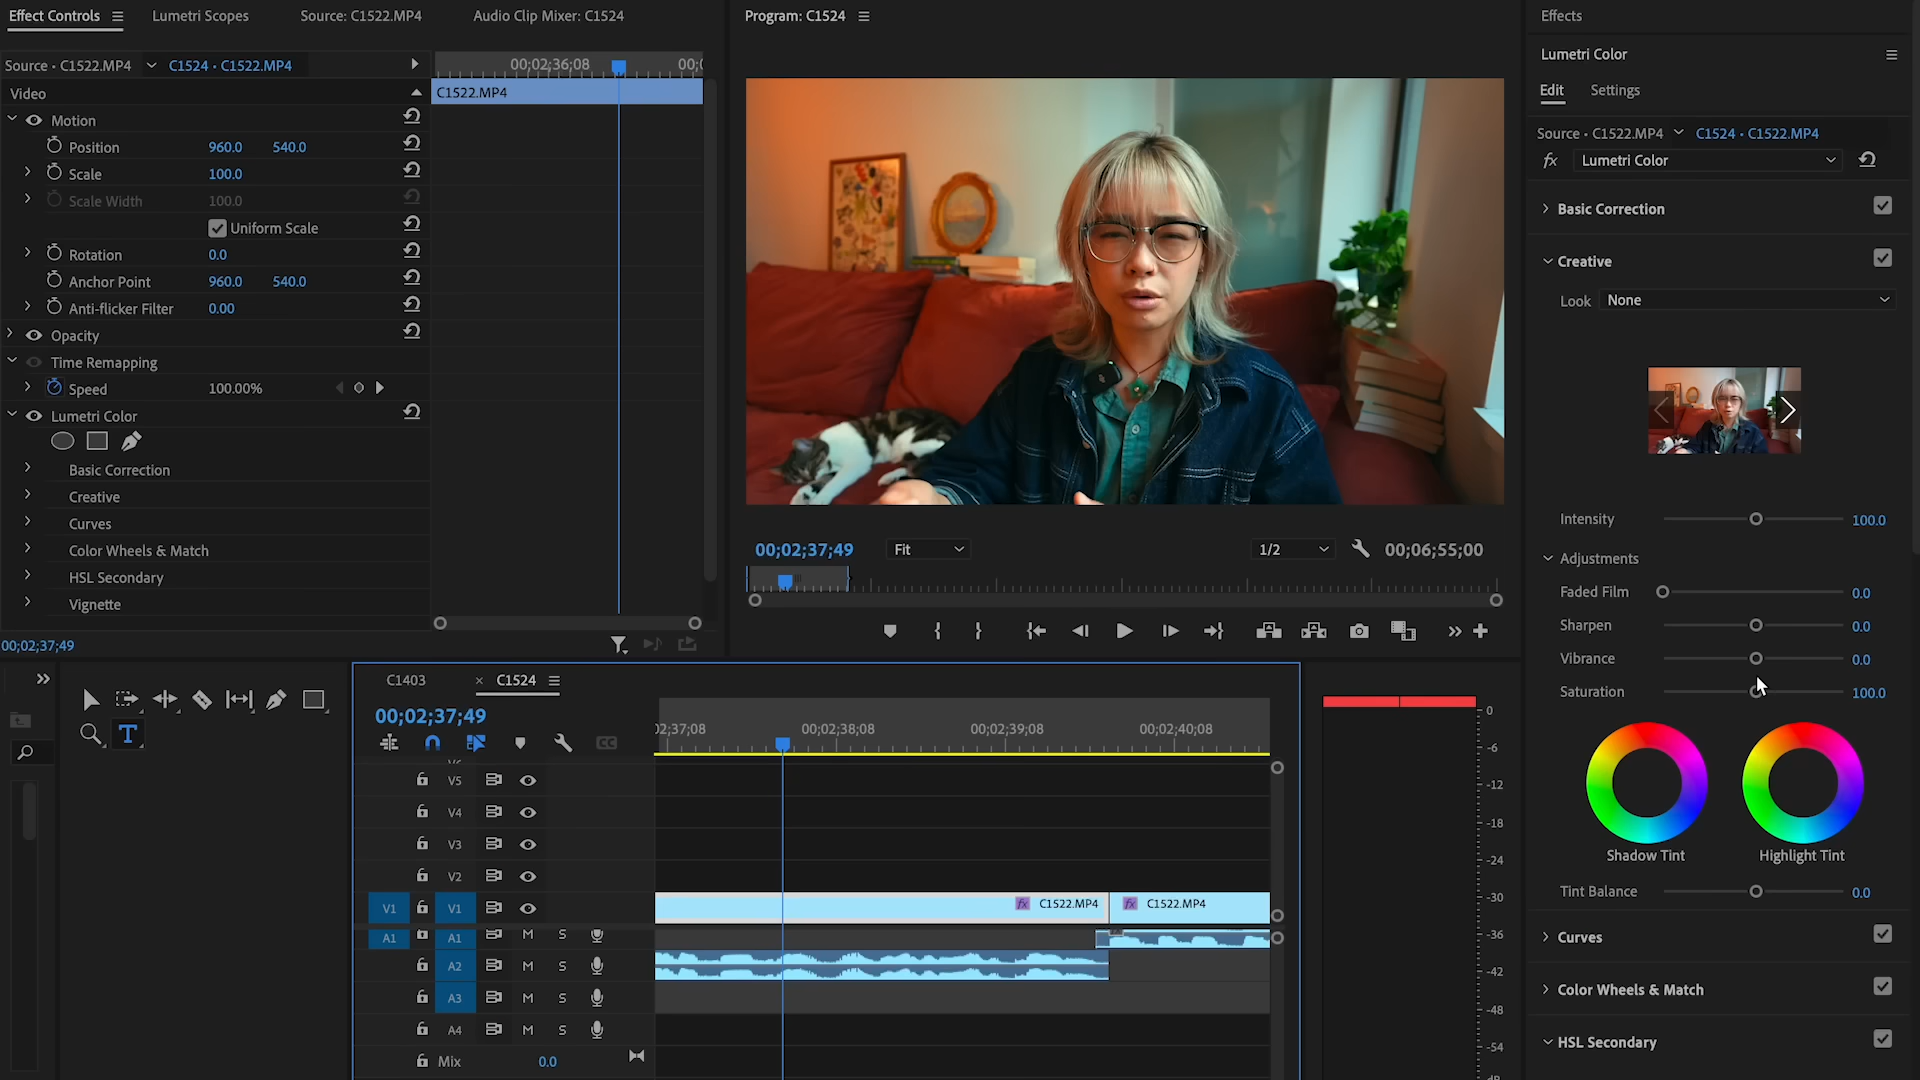 Effect Controls
Lumetri Scopes
Source: C1522.MP4
Audio Clip Mixer: C1524
Source · C1522.MP4
C1524 · C1522.MP4
00;02;36;08
00;(
Video
C1522.MP4
Motion
Position 960.0 540.0
Scale 100.0
Scale Width 100.0
Uniform Scale
Rotation 0.0
Anchor Point 960.0 540.0
Anti-flicker Filter 0.00
Opacity
Time Remapping
Speed 100.00%
Lumetri Color
Basic Correction
Creative
Curves
Color Wheels & Match
HSL Secondary
Vignette
00;02;37;49
Program: C1524
00;02;37;49
Fit
1/2
00;06;55;00
Effects
Lumetri Color
Edit
Settings
Source · C1522.MP4
C1524 · C1522.MP4
fx
Lumetri Color
Basic Correction
Creative
Look
None
Intensity 100.0
Adjustments
Faded Film 0.0
Sharpen 0.0
Vibrance 0.0
Saturation 100.0
Shadow Tint
Highlight Tint
Tint Balance 0.0
Curves
Color Wheels & Match
HSL Secondary
C1403
× C1524
00;02;37;49
2;37;08
00;02;38;08
00;02;39;08
00;02;40;08
CC
T
V5
V4
V3
V2
V1 V1
fx C1522.MP4
fx C1522.MP4
A1 A1 M S
A2 M S
A3 M S
A4 M S
Mix 0.0
0
-6
-12
-18
-24
-30
-36
-42
-48
-54
dB